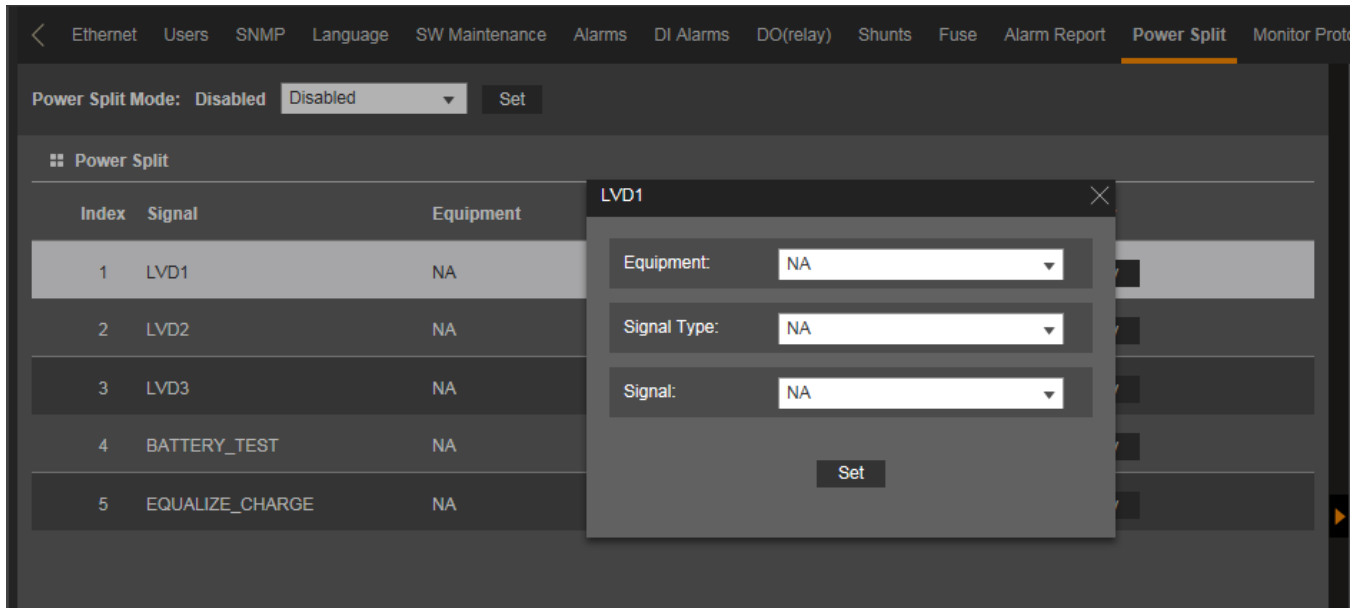 Ethernet Users SNMP Language SW Maintenance Alarms DI Alarms DO(relay) Shunts Fuse Alarm Report Power Split Monitor
Power Split Mode: Disabled Disabled Set
Power Split
Index Signal Equipment
1 LVD1 NA
2 LVD2 NA
3 LVD3 NA
4 BATTERY_TEST NA
5 EQUALIZE_CHARGE NA
LVD1
Equipment: NA
Signal Type: NA
Signal: NA
Set